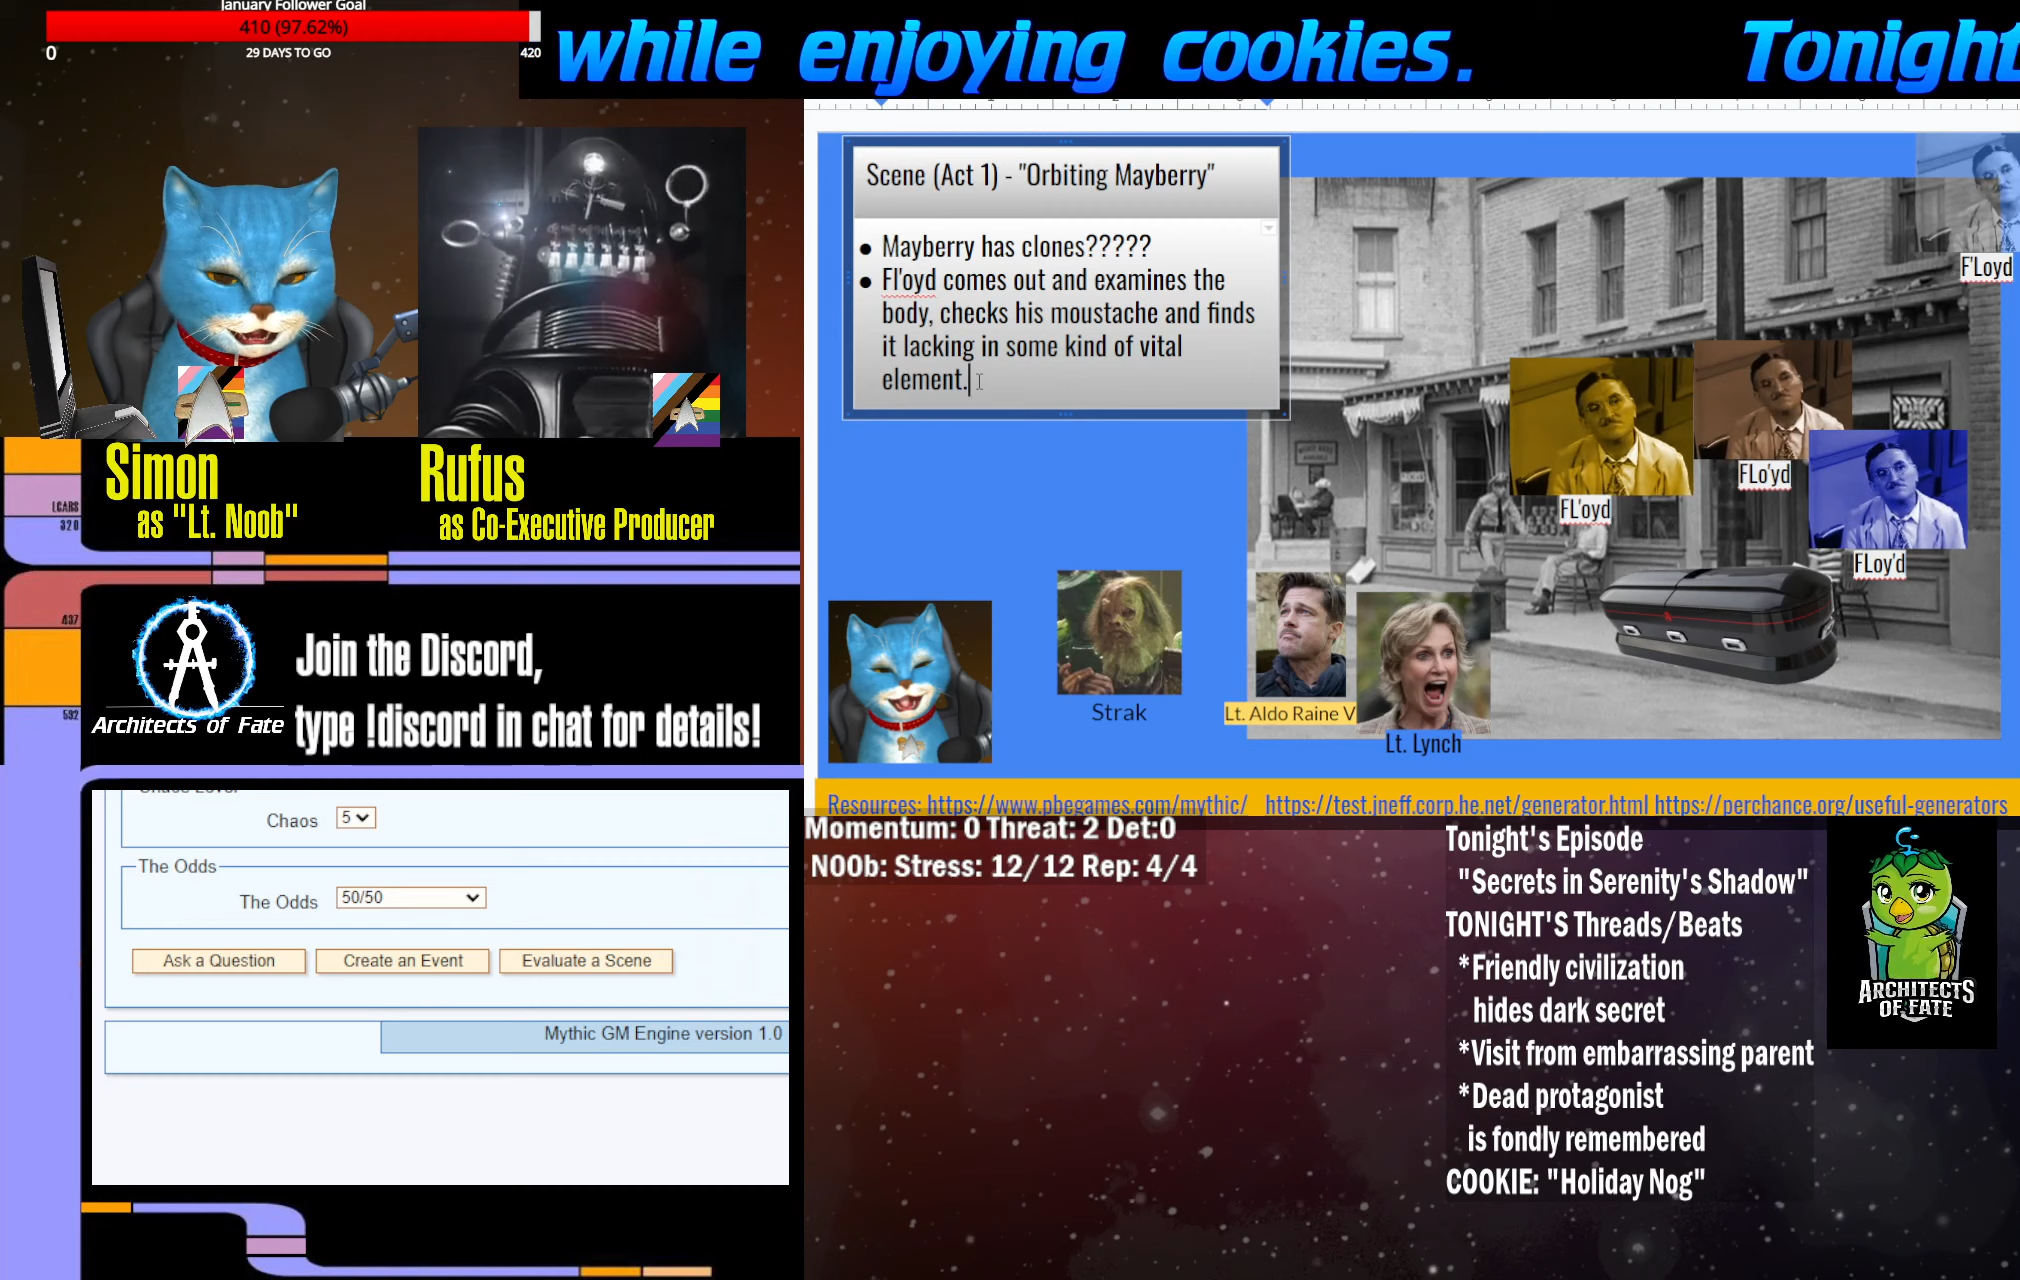 January Follower Goal
410 (97.62%)
0
29 DAYS TO GO
420
while enjoying cookies.
Tonight
Scene (Act 1) - "Orbiting Mayberry"
● Mayberry has clones?????
● Fl'oyd comes out and examines the
body, checks his moustache and finds
it lacking in some kind of vital
element.
F'Loyd
FL'oyd
FLo'yd
FLoy'd
Strak
Lt. Aldo Raine V
Lt. Lynch
Resources: https://www.pbegames.com/mythic/ https://test.jneff.corp.he.net/generator.html https://perchance.org/useful-generators
Simon
as "Lt. Noob"
Rufus
as Co-Executive Producer
LCARS
320
437
592
Architects of Fate
Join the Discord,
type !discord in chat for details!
Chaos Level
Chaos 5
The Odds
The Odds 50/50
Ask a Question Create an Event Evaluate a Scene
Mythic GM Engine version 1.0
Momentum: 0 Threat: 2 Det:0
N00b: Stress: 12/12 Rep: 4/4
Tonight's Episode
"Secrets in Serenity's Shadow"
TONIGHT'S Threads/Beats
*Friendly civilization
hides dark secret
*Visit from embarrassing parent
*Dead protagonist
is fondly remembered
COOKIE: "Holiday Nog"
ARCHITECTS
OF FATE